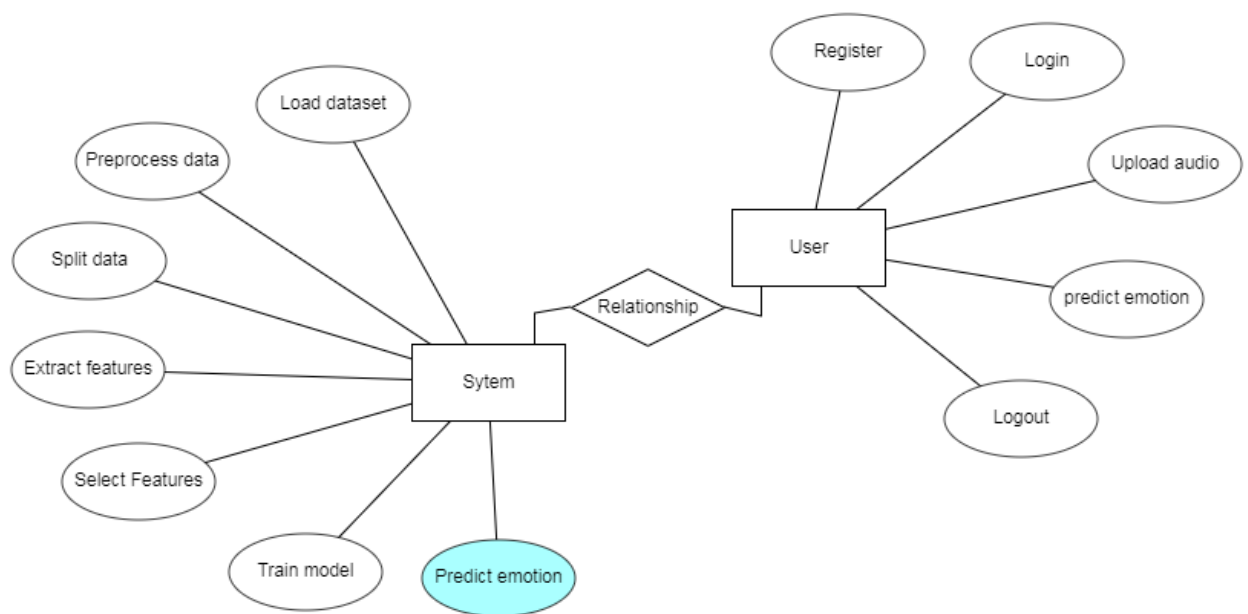 Register
Login
Load dataset
Preprocess data
Upload audio
User
Split data
predict emotion
Relationship
Extract features
Sytem
Logout
Select Features
Train model
Predict emotion